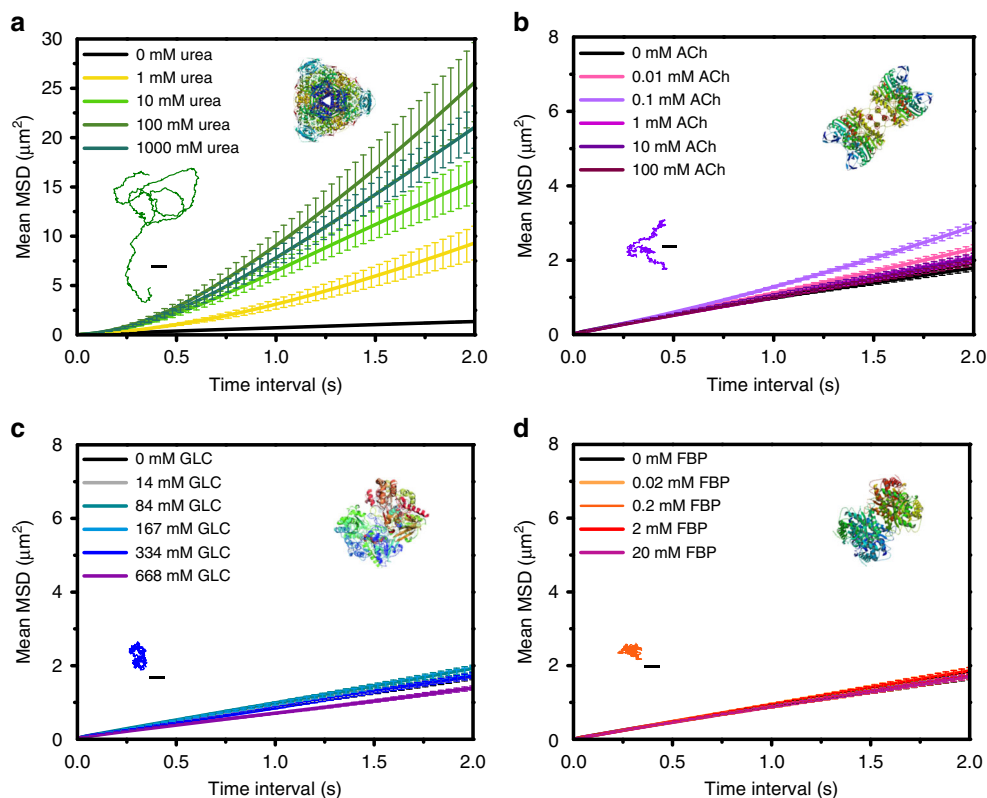 a
Mean MSD (μm²)
30
25
20
15
10
5
0
0 mM urea
1 mM urea
10 mM urea
100 mM urea
1000 mM urea
0.0 0.5 1.0 1.5 2.0
Time interval (s)
b
Mean MSD (μm²)
8
6
4
2
0
0 mM ACh
0.01 mM ACh
0.1 mM ACh
1 mM ACh
10 mM ACh
100 mM ACh
0.0 0.5 1.0 1.5 2.0
Time interval (s)
c
Mean MSD (μm²)
8
6
4
2
0
0 mM GLC
14 mM GLC
84 mM GLC
167 mM GLC
334 mM GLC
668 mM GLC
0.0 0.5 1.0 1.5 2.0
Time interval (s)
d
Mean MSD (μm²)
8
6
4
2
0
0 mM FBP
0.02 mM FBP
0.2 mM FBP
2 mM FBP
20 mM FBP
0.0 0.5 1.0 1.5 2.0
Time interval (s)